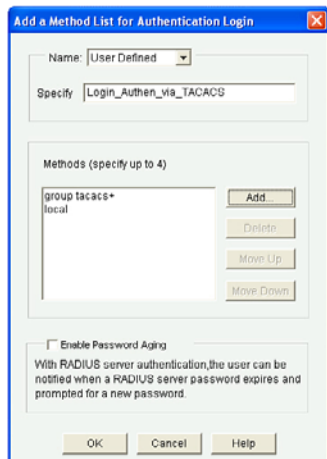 Add a Method List for Authentication Login
Name: User Defined
Specify Login_Authen_via_TACACS
Methods (specify up to 4)
group tacacs+
local
Add...
Delete
Move Up
Move Down
Enable Password Aging
With RADIUS server authentication,the user can be
notified when a RADIUS server password expires and
prompted for a new password.
OK Cancel Help